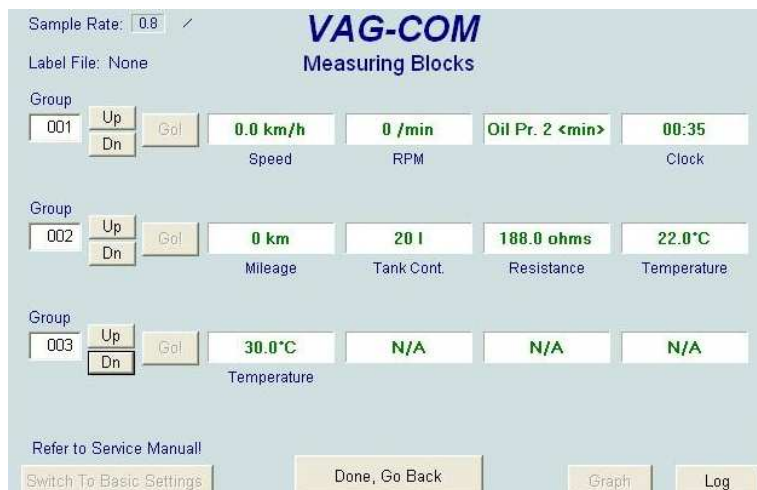 Sample Rate: 0.8 /
VAG-COM
Label File: None
Measuring Blocks
Group
001 Up Dn Go! 0.0 km/h 0 /min Oil Pr. 2 <min> 00:35
Speed RPM Clock
Group
002 Up Dn Go! 0 km 20 l 188.0 ohms 22.0°C
Mileage Tank Cont. Resistance Temperature
Group
003 Up Dn Go! 30.0°C N/A N/A N/A
Temperature
Refer to Service Manual!
Switch To Basic Settings Done, Go Back Graph Log